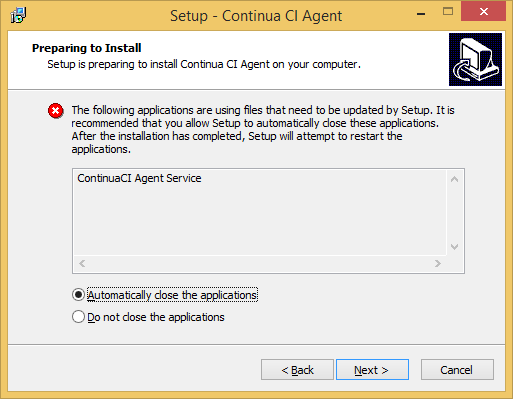 Setup - Continua CI Agent
Preparing to Install
Setup is preparing to install Continua CI Agent on your computer.
The following applications are using files that need to be updated by Setup. It is
recommended that you allow Setup to automatically close these applications.
After the installation has completed, Setup will attempt to restart the
applications.
ContinuaCI Agent Service
Automatically close the applications
Do not close the applications
< Back
Next >
Cancel